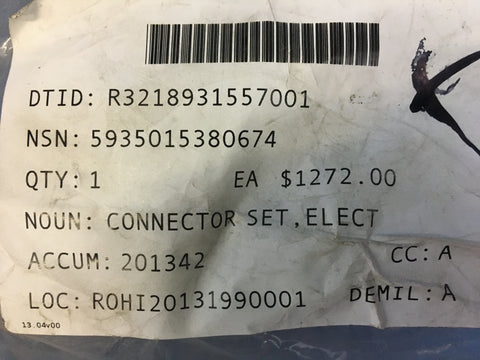 DTID: R3218931557001
NSN: 5935015380674
QTY: 1 EA $1272.00
NOUN: CONNECTOR SET, ELECT
ACCUM: 201342 CC: A
LOC: ROHI20131990001 DEMIL: A
13.04v00